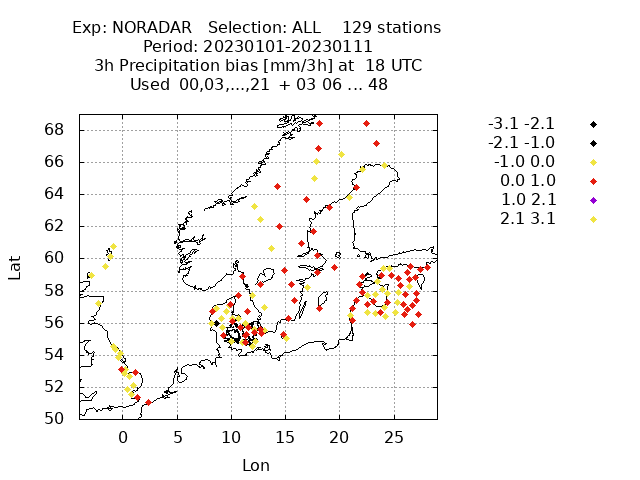 Exp: NORADAR   Selection: ALL    129 stations
Period: 20230101-20230111
3h Precipitation bias [mm/3h] at  18 UTC
Used  00,03,...,21  + 03 06 ... 48
-3.1 -2.1
-2.1 -1.0
-1.0 0.0
0.0 1.0
1.0 2.1
2.1 3.1
68
66
64
62
60
58
56
54
52
50
Lat
0 5 10 15 20 25
Lon